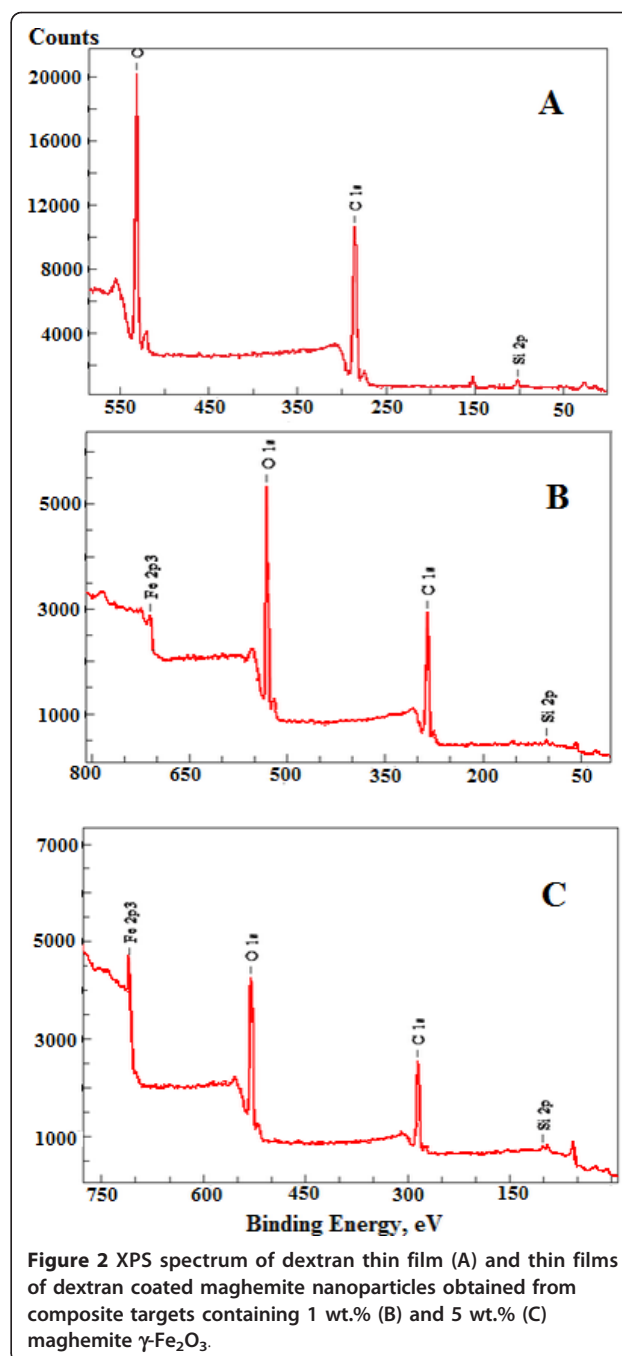 Counts
O
A
20000
16000
C 1s
12000
8000
4000
Si 2p
550 450 350 250 150 50
O 1s
B
5000
Fe 2p3
C 1s
3000
1000
Si 2p
800 650 500 350 200 50
7000
C
Fe 2p3
5000
O 1s
C 1s
3000
Si 2p
1000
750 600 450 300 150
Binding Energy, eV
Figure 2 XPS spectrum of dextran thin film (A) and thin films
of dextran coated maghemite nanoparticles obtained from
composite targets containing 1 wt.% (B) and 5 wt.% (C)
maghemite γ-Fe₂O₃.